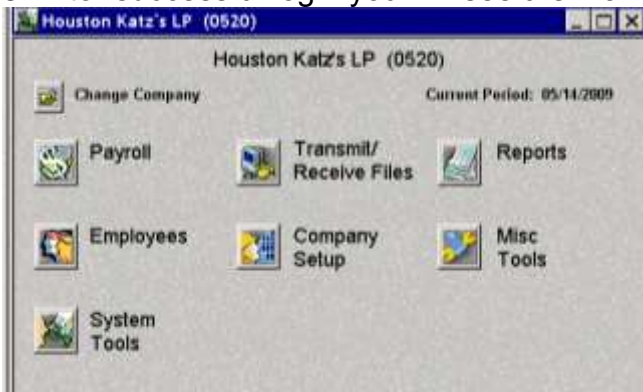 Houston Katz's LP (0520)
Houston Katz's LP (0520)
Change Company
Current Period: 05/14/2009
Payroll
Transmit/
Receive Files
Reports
Employees
Company
Setup
Misc
Tools
System
Tools